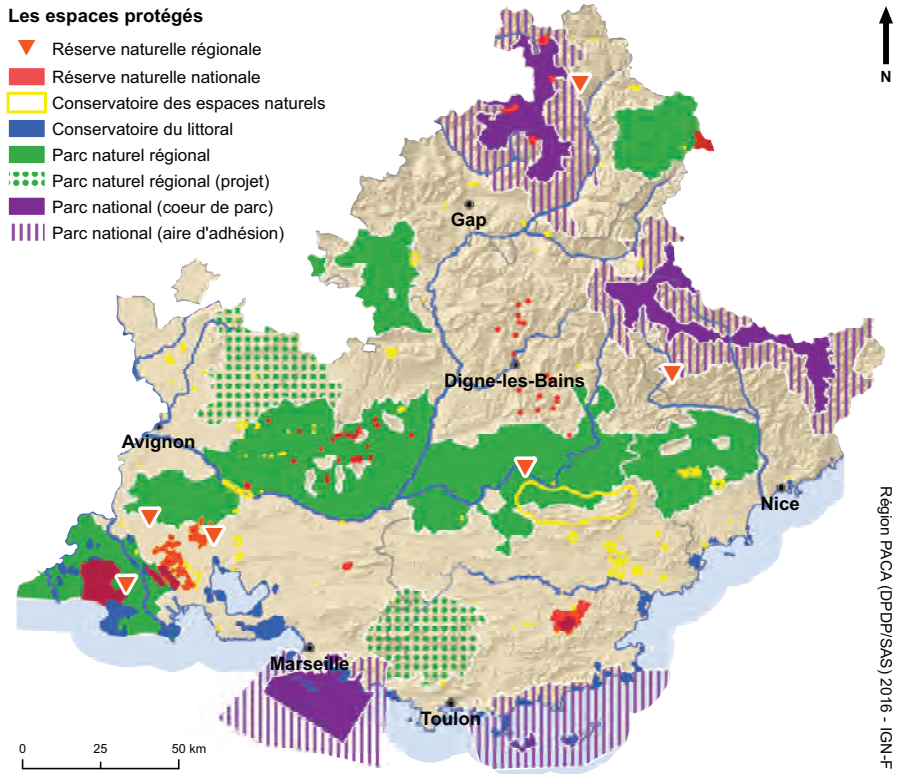 Les espaces protégés
Réserve naturelle régionale
Réserve naturelle nationale
Conservatoire des espaces naturels
Conservatoire du littoral
Parc naturel régional
Parc naturel régional (projet)
Parc national (coeur de parc)
Parc national (aire d'adhésion)
N
Gap
Digne-les-Bains
Avignon
Nice
Marseille
Toulon
0 25 50 km
Région PACA (DPDP/SAS) 2016 - IGN-F